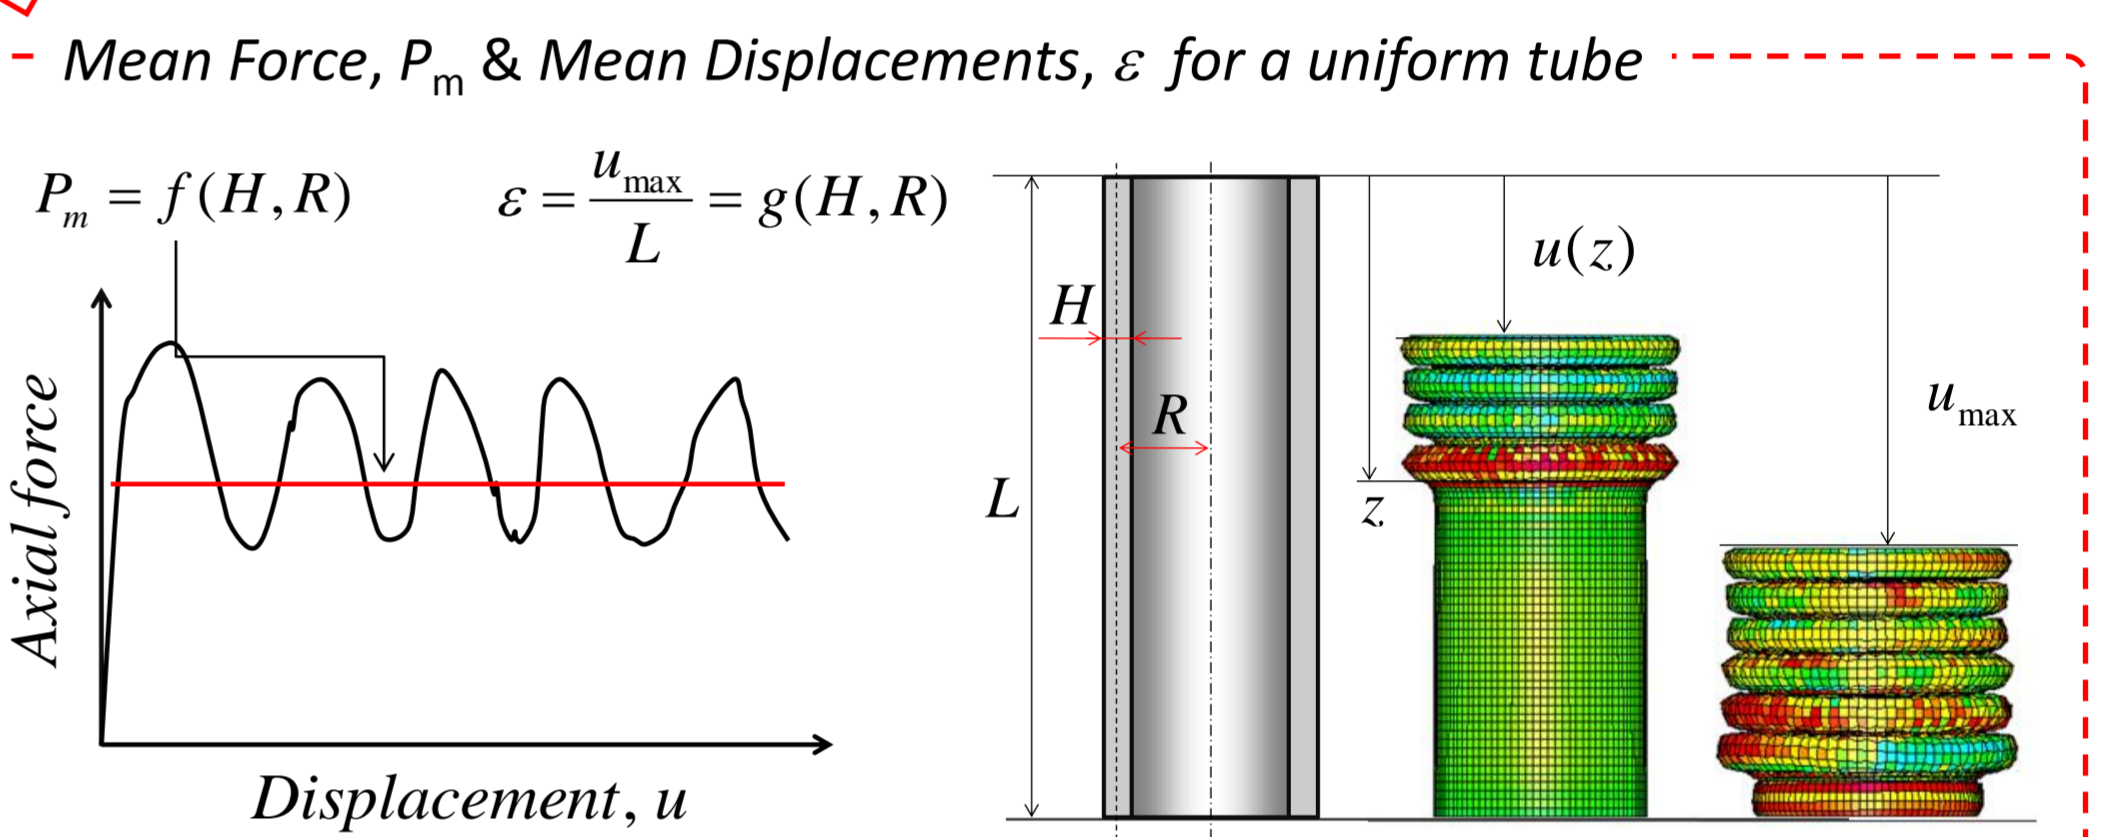 - Mean Force, Pm & Mean Displacements, ε for a uniform tube
Pm = f(H, R)
ε = umax / L = g(H, R)
Axial force
Displacement, u
L
H
R
z
u(z)
umax